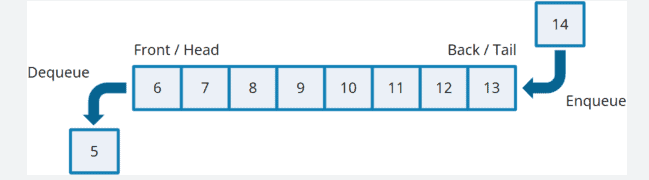 14
Front / Head Back / Tail
Dequeue
6 7 8 9 10 11 12 13
Enqueue
5